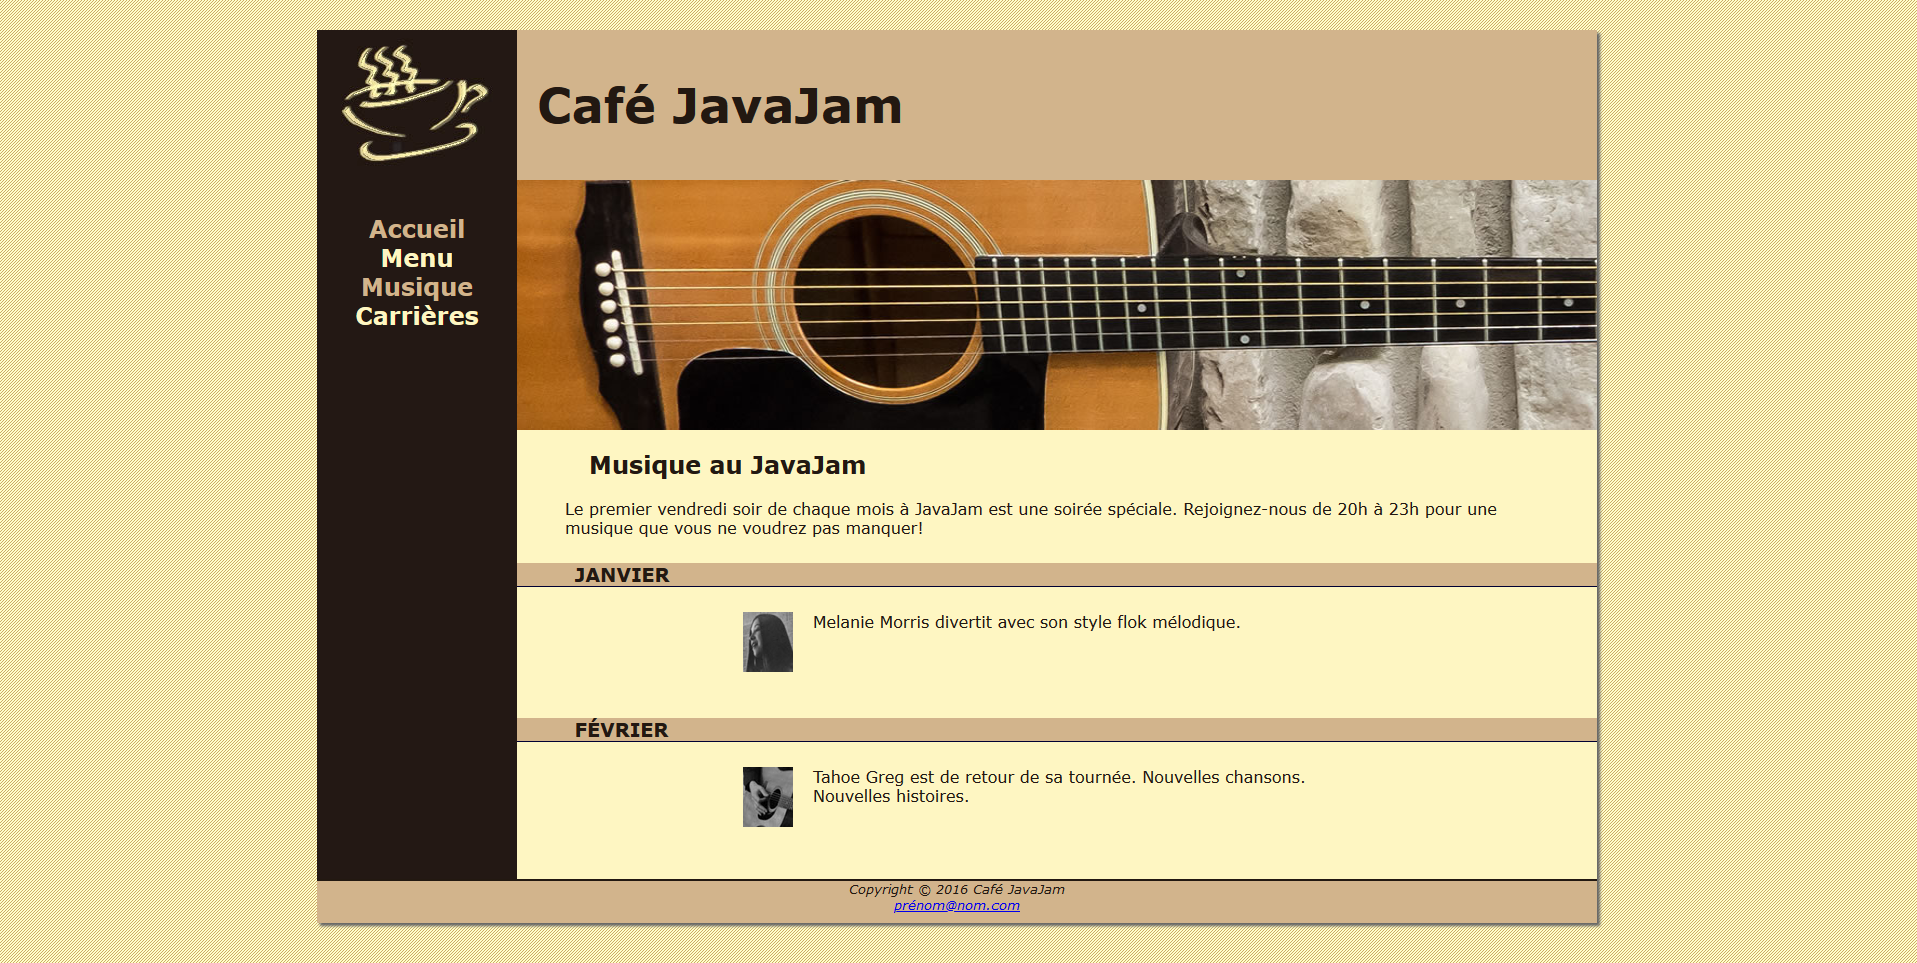 Café JavaJam
Accueil
Menu
Musique
Carrières
Musique au JavaJam
Le premier vendredi soir de chaque mois à JavaJam est une soirée spéciale. Rejoignez-nous de 20h à 23h pour une
musique que vous ne voudrez pas manquer!
JANVIER
Melanie Morris divertit avec son style flok mélodique.
FÉVRIER
Tahoe Greg est de retour de sa tournée. Nouvelles chansons.
Nouvelles histoires.
Copyright © 2016 Café JavaJam
prénom@nom.com